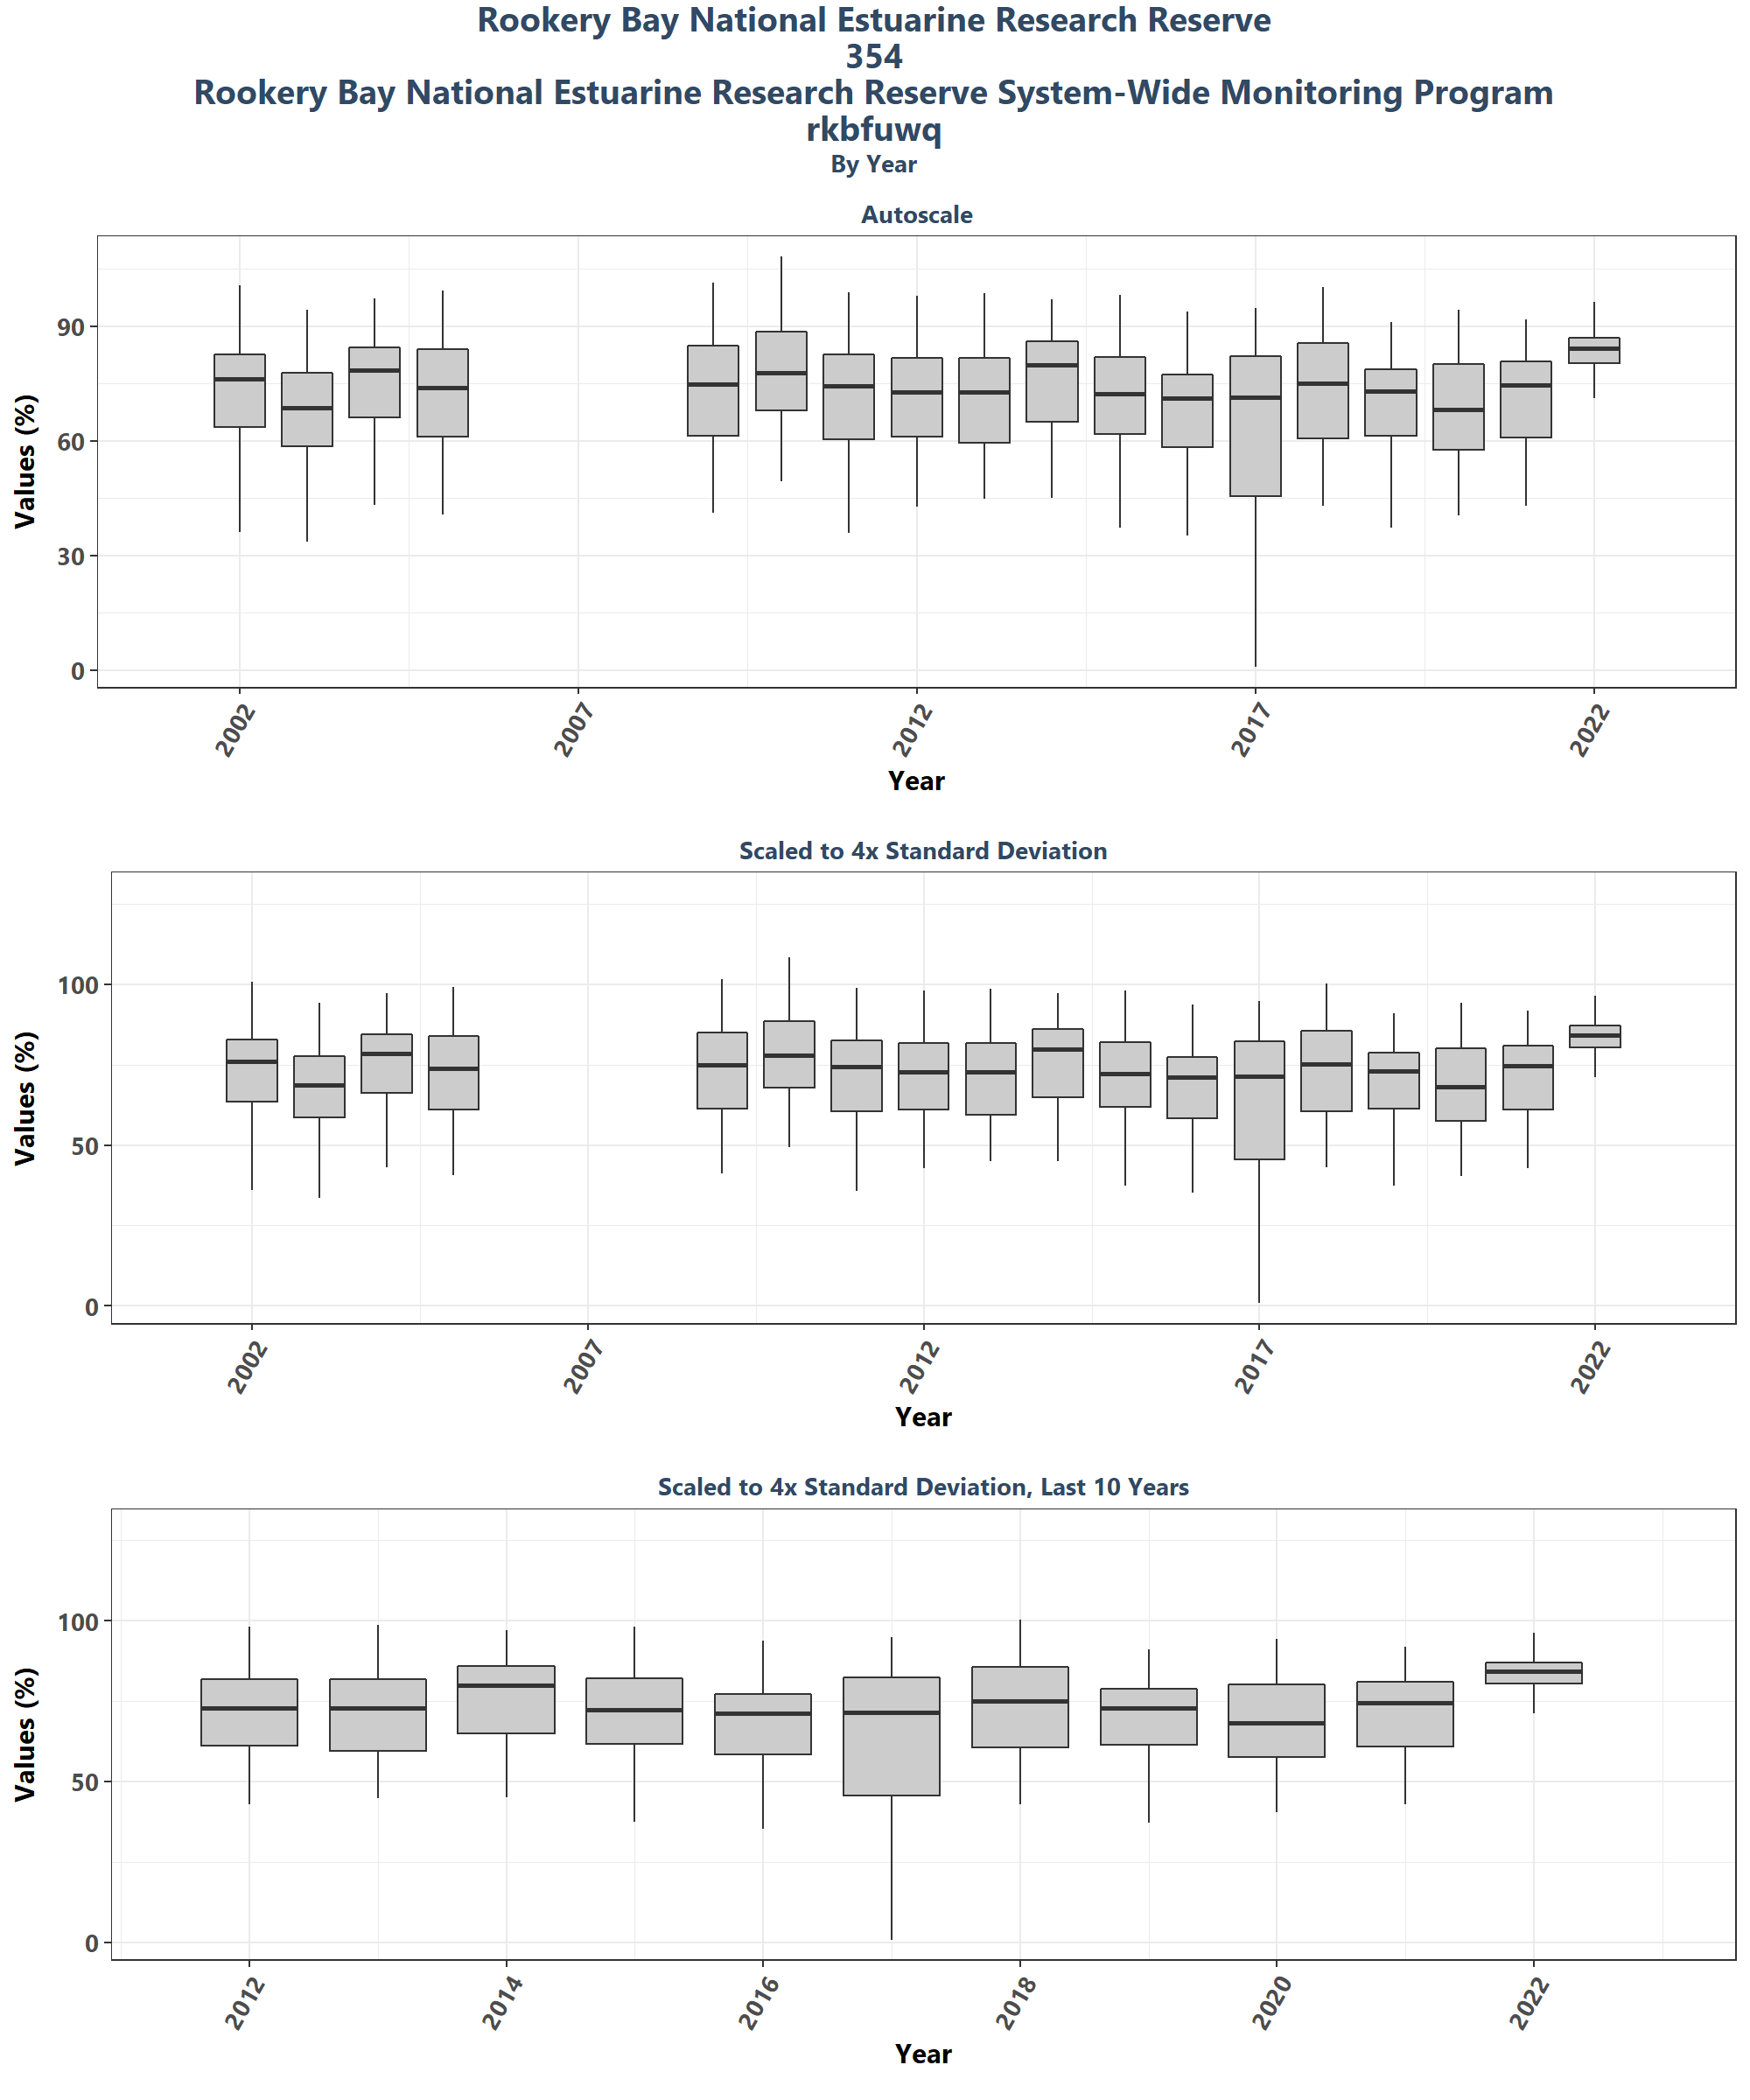 Rookery Bay National Estuarine Research Reserve
354
Rookery Bay National Estuarine Research Reserve System-Wide Monitoring Program
rkbfuwq
By Year
Autoscale
Values (%)
90
60
30
0
2002 2007 2012 2017 2022
Year
Scaled to 4x Standard Deviation
Values (%)
100
50
0
2002 2007 2012 2017 2022
Year
Scaled to 4x Standard Deviation, Last 10 Years
Values (%)
100
50
0
2012 2014 2016 2018 2020 2022
Year